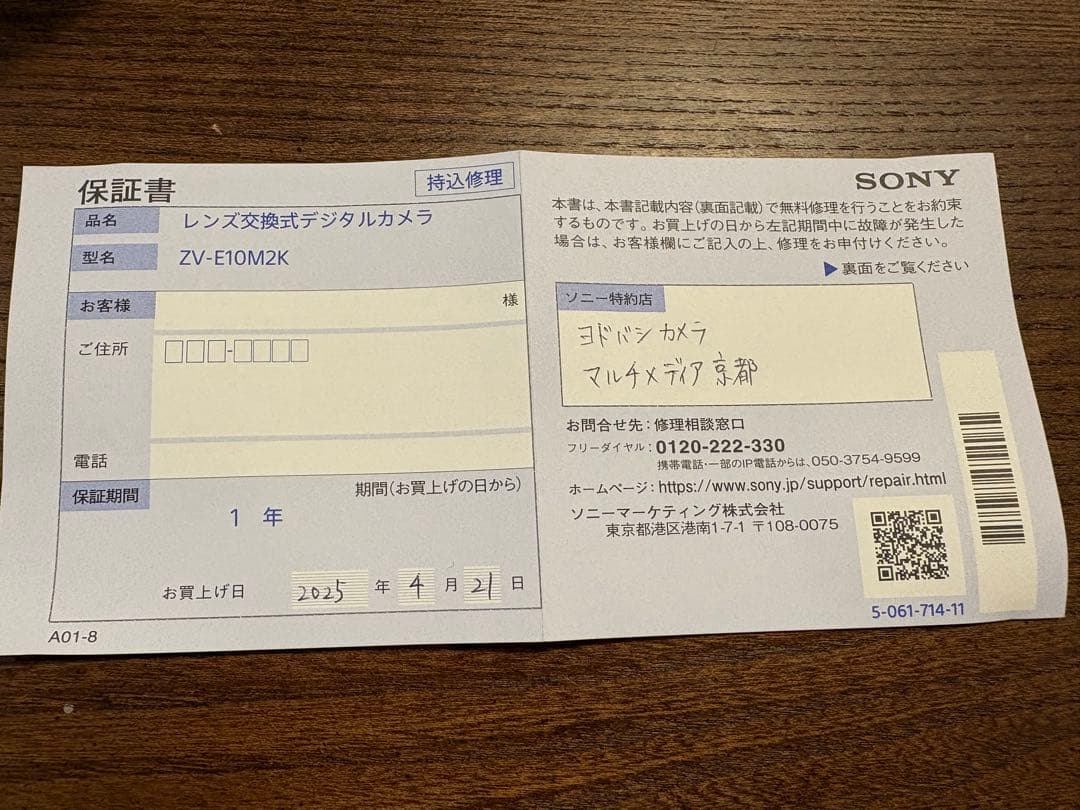 保証書
持込修理
品名 レンズ交換式デジタルカメラ
型名 ZV-E10M2K
お客様 様
ご住所 □□□-□□□□
電話
保証期間 期間(お買上げの日から)
1 年
お買上げ日 2025 年 4 月 21 日
A01-8
SONY
本書は、本書記載内容(裏面記載)で無料修理を行うことをお約束
するものです。お買上げの日から左記期間中に故障が発生した
場合は、お客様欄にご記入の上、修理をお申付けください。
▶裏面をご覧ください
ソニー特約店
ヨドバシカメラ
マルチメディア京都
お問合せ先:修理相談窓口
フリーダイヤル:0120-222-330
携帯電話・一部のIP電話からは、050-3754-9599
ホームページ:https://www.sony.jp/support/repair.html
ソニーマーケティング株式会社
東京都港区港南1-7-1 〒108-0075
5-061-714-11